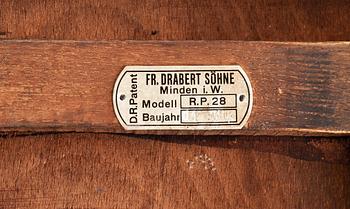 D.R.Patent
FR. DRABERT SÖHNE
Minden i.W.
Modell R.P. 28
Baujahr